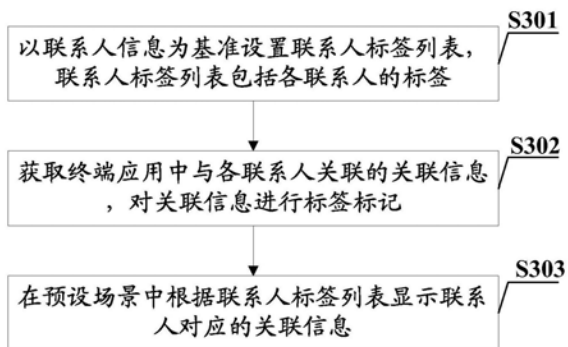 S301
以联系人信息为基准设置联系人标签列表，
联系人标签列表包括各联系人的标签
S302
获取终端应用中与各联系人关联的关联信息
，对关联信息进行标签标记
S303
在预设场景中根据联系人标签列表显示联系
人对应的关联信息